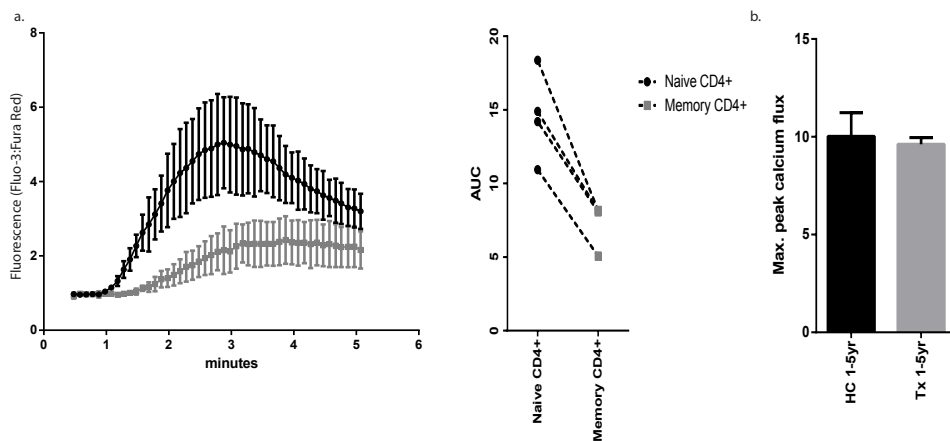 a.
Fluorescence (Fluo-3:Fura Red)
8
6
4
2
0
0 1 2 3 4 5 6
minutes
AUC
20
15
10
5
0
Naive CD4+
Memory CD4+
Naive CD4+
Memory CD4+
b.
Max. peak calcium flux
15
10
5
0
HC 1-5yr
Tx 1-5yr